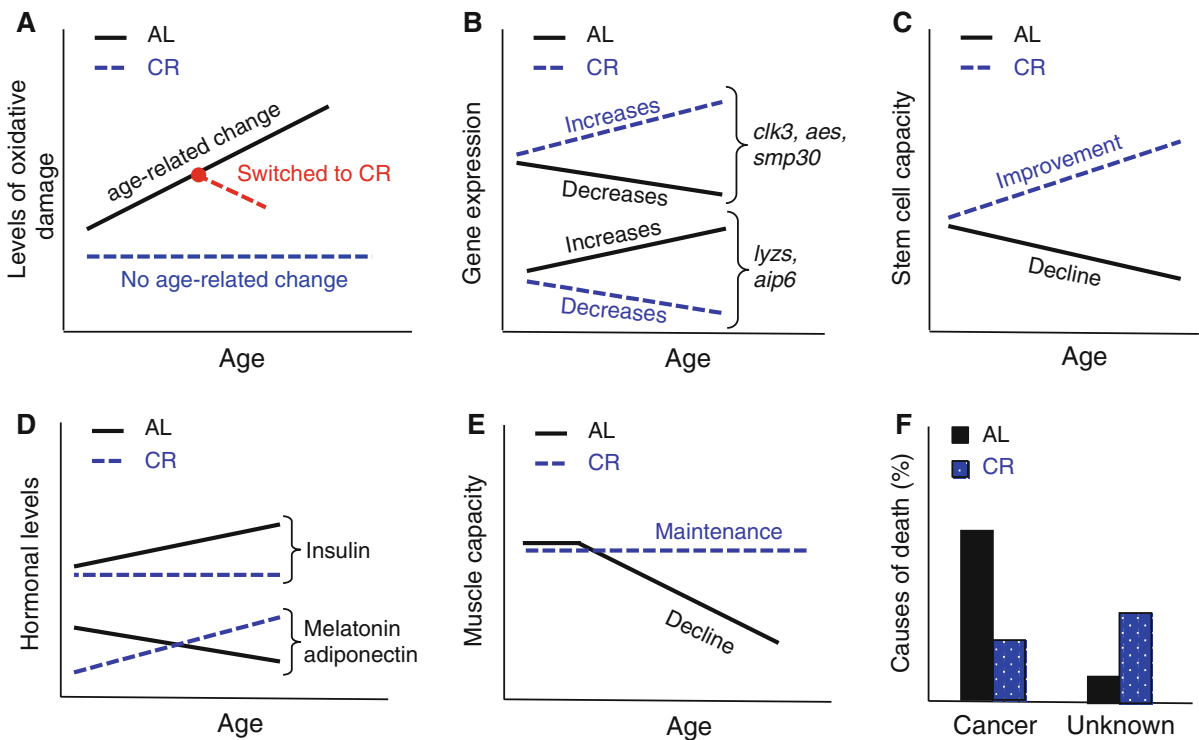 A
AL
CR
Levels of oxidative
damage
age-related change
Switched to CR
No age-related change
Age
B
AL
CR
Gene expression
Increases
Decreases
clk3, aes,
smp30
Increases
Decreases
lyzs,
aip6
Age
C
AL
CR
Stem cell capacity
Improvement
Decline
Age
D
AL
CR
Hormonal levels
Insulin
Melatonin
adiponectin
Age
E
AL
CR
Muscle capacity
Maintenance
Decline
Age
F
AL
CR
Causes of death (%)
Cancer
Unknown